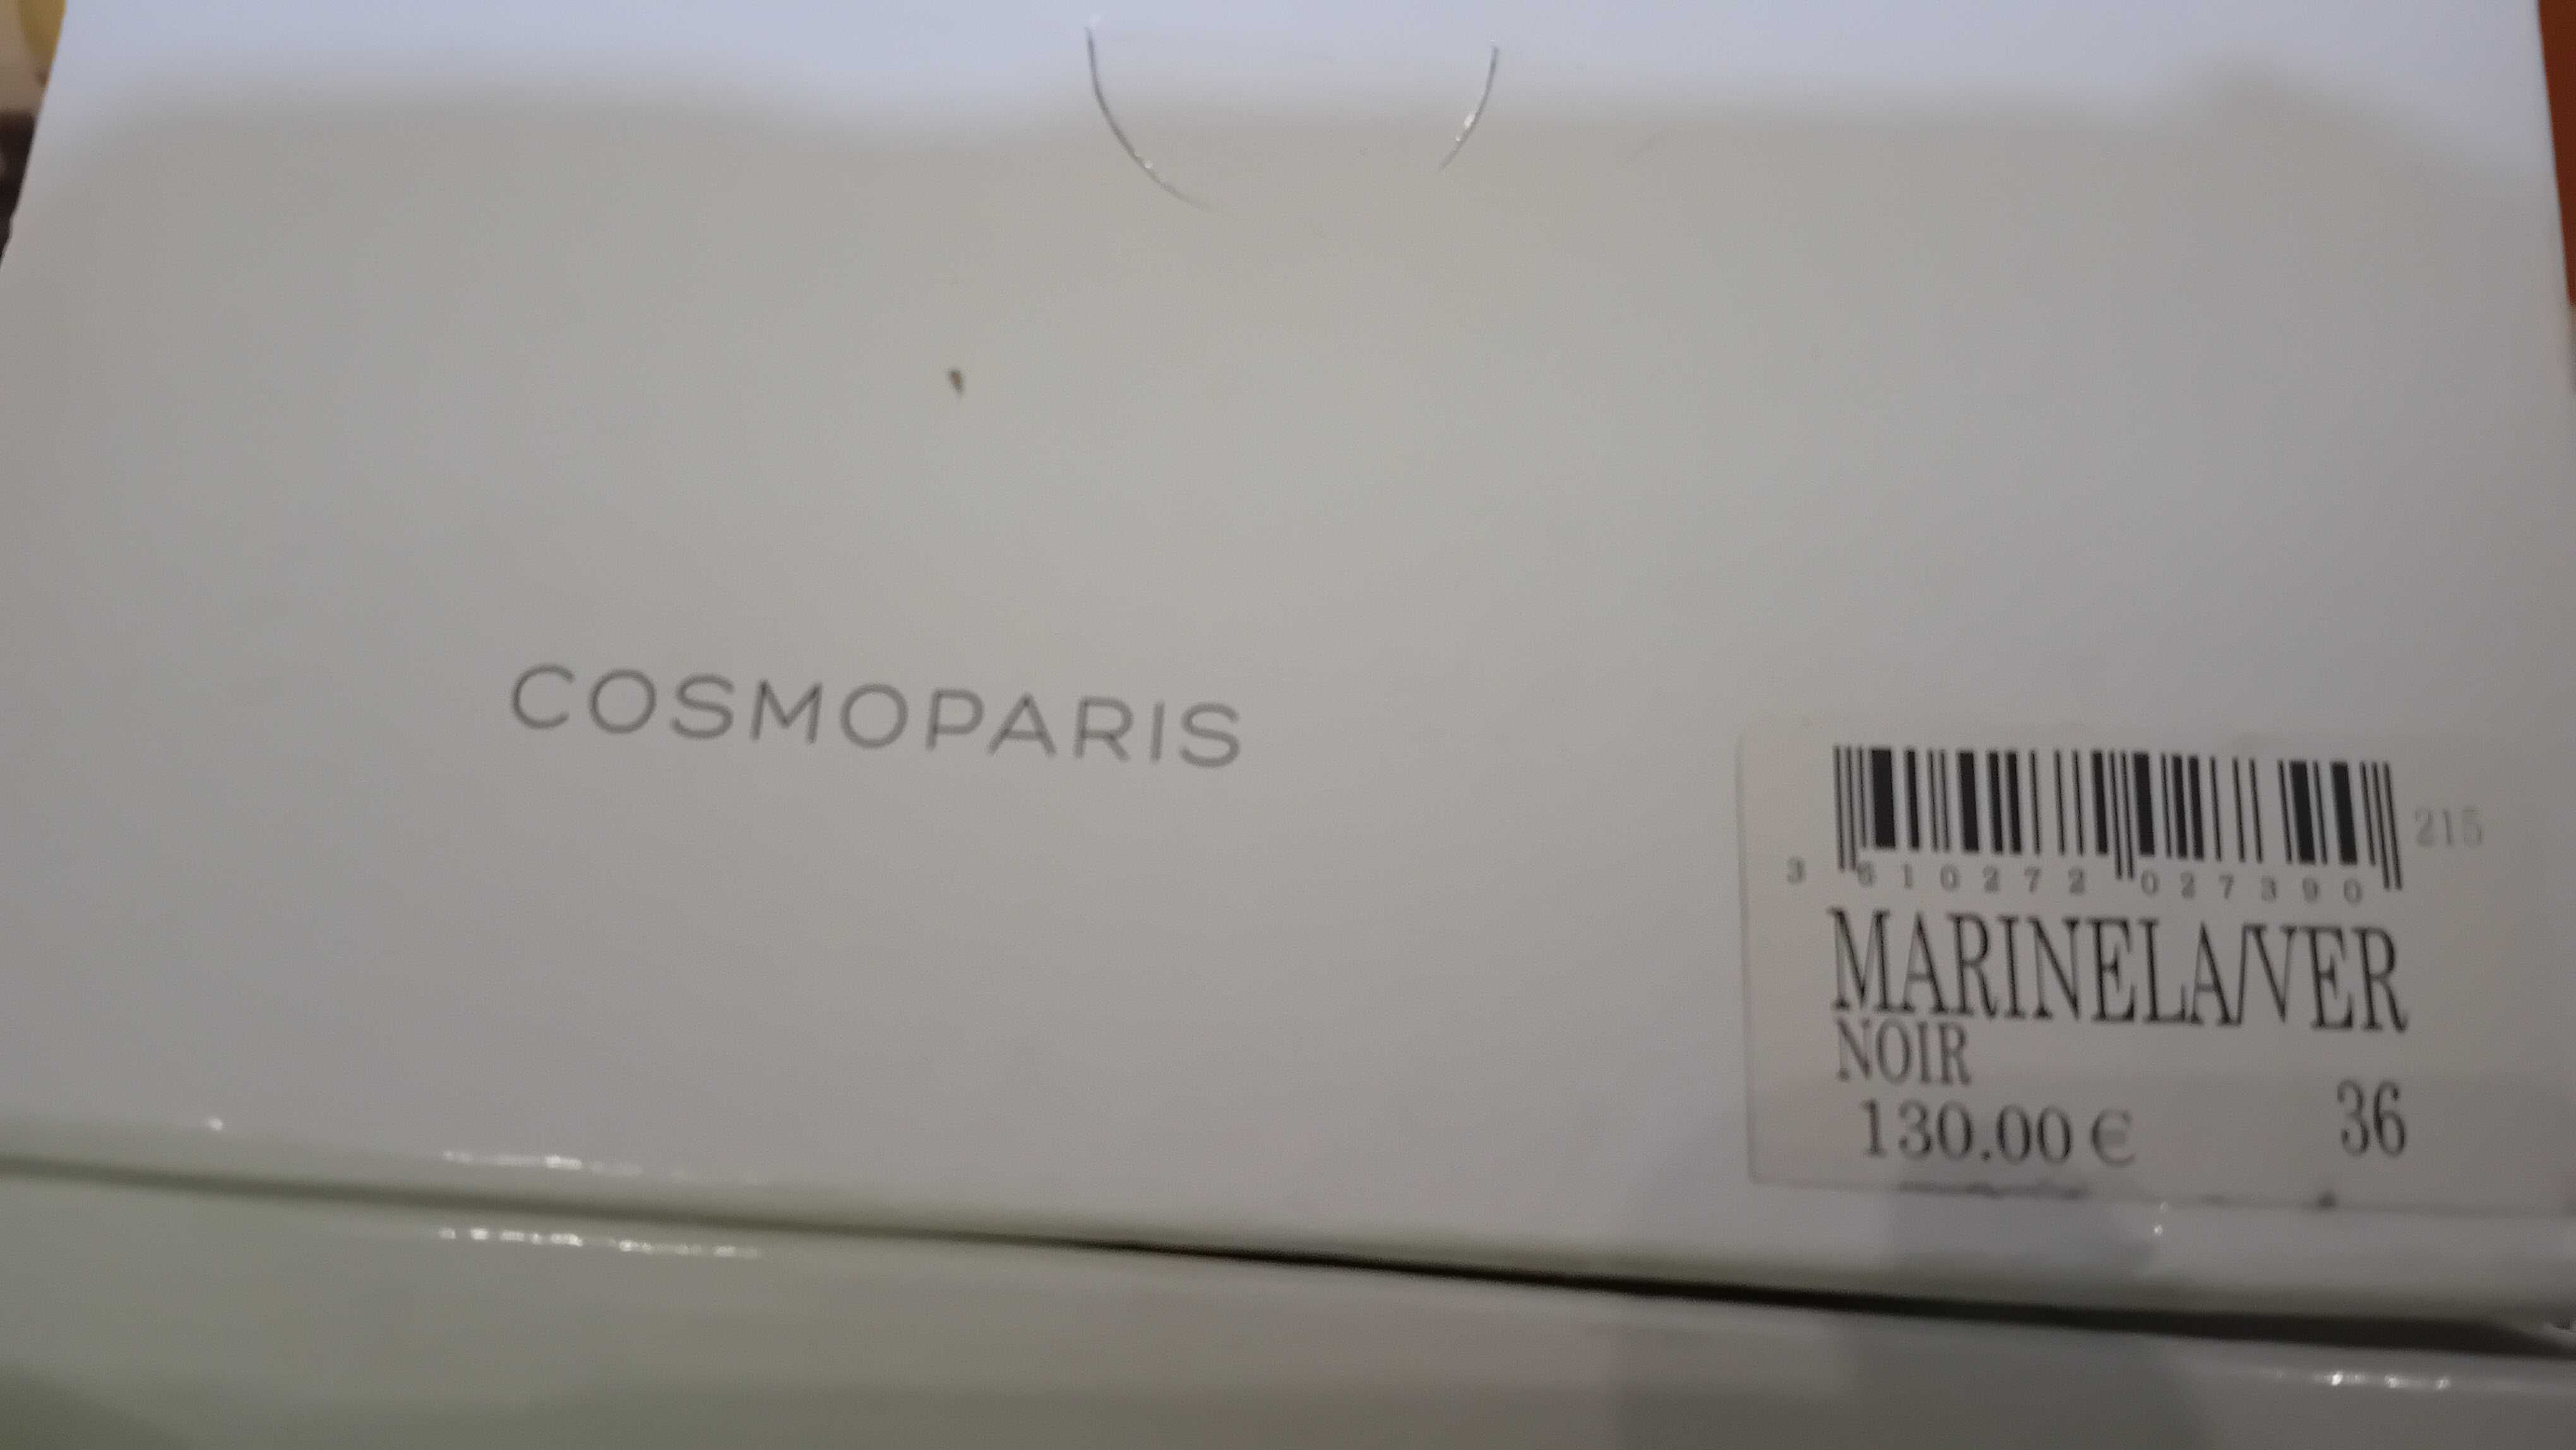 COSMOPARIS
215
3 610272 027390
MARINELA/VER
NOIR
130.00 € 36